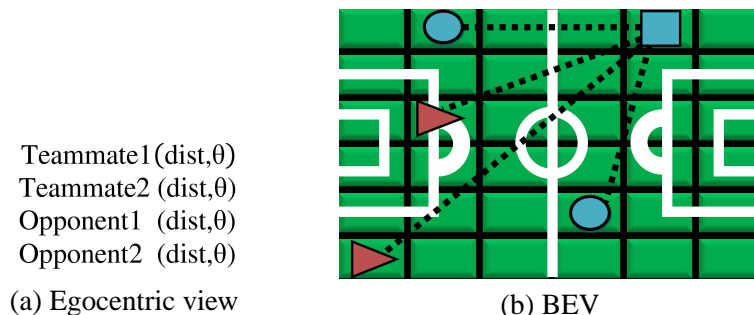 Teammate1(dist,θ)
Teammate2 (dist,θ)
Opponent1 (dist,θ)
Opponent2 (dist,θ)
(a) Egocentric view
(b) BEV